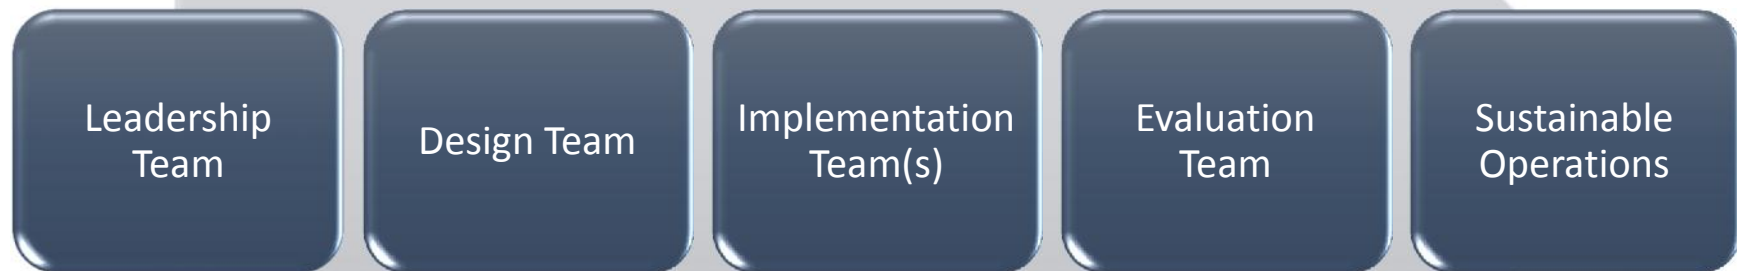 Leadership
Team
Design Team
Implementation
Team(s)
Evaluation
Team
Sustainable
Operations